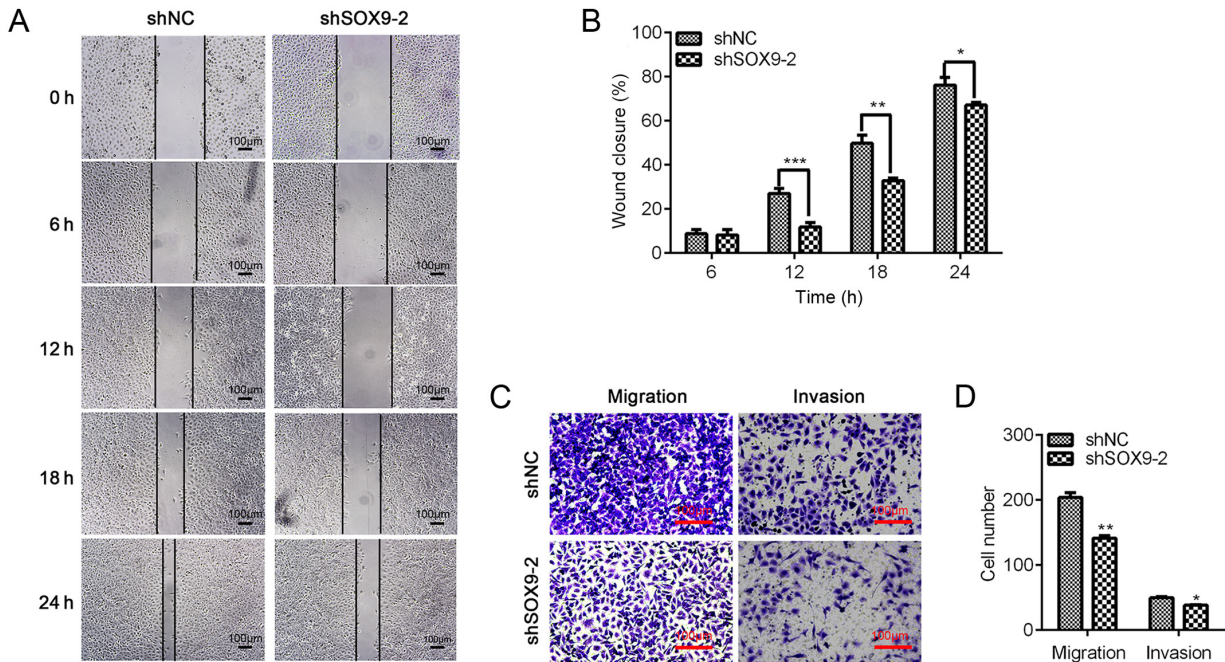 A
shNC shSOX9-2
0 h
100μm 100μm
6 h
100μm 100μm
12 h
100μm 100μm
18 h
100μm 100μm
24 h
100μm 100μm
B
shNC
shSOX9-2
Wound closure (%)
100
80
60
40
20
0
***
**
*
6 12 18 24
Time (h)
C
Migration Invasion
shNC
100μm 100μm
shSOX9-2
100μm 100μm
D
shNC
shSOX9-2
Cell number
300
200
100
0
**
*
Migration Invasion